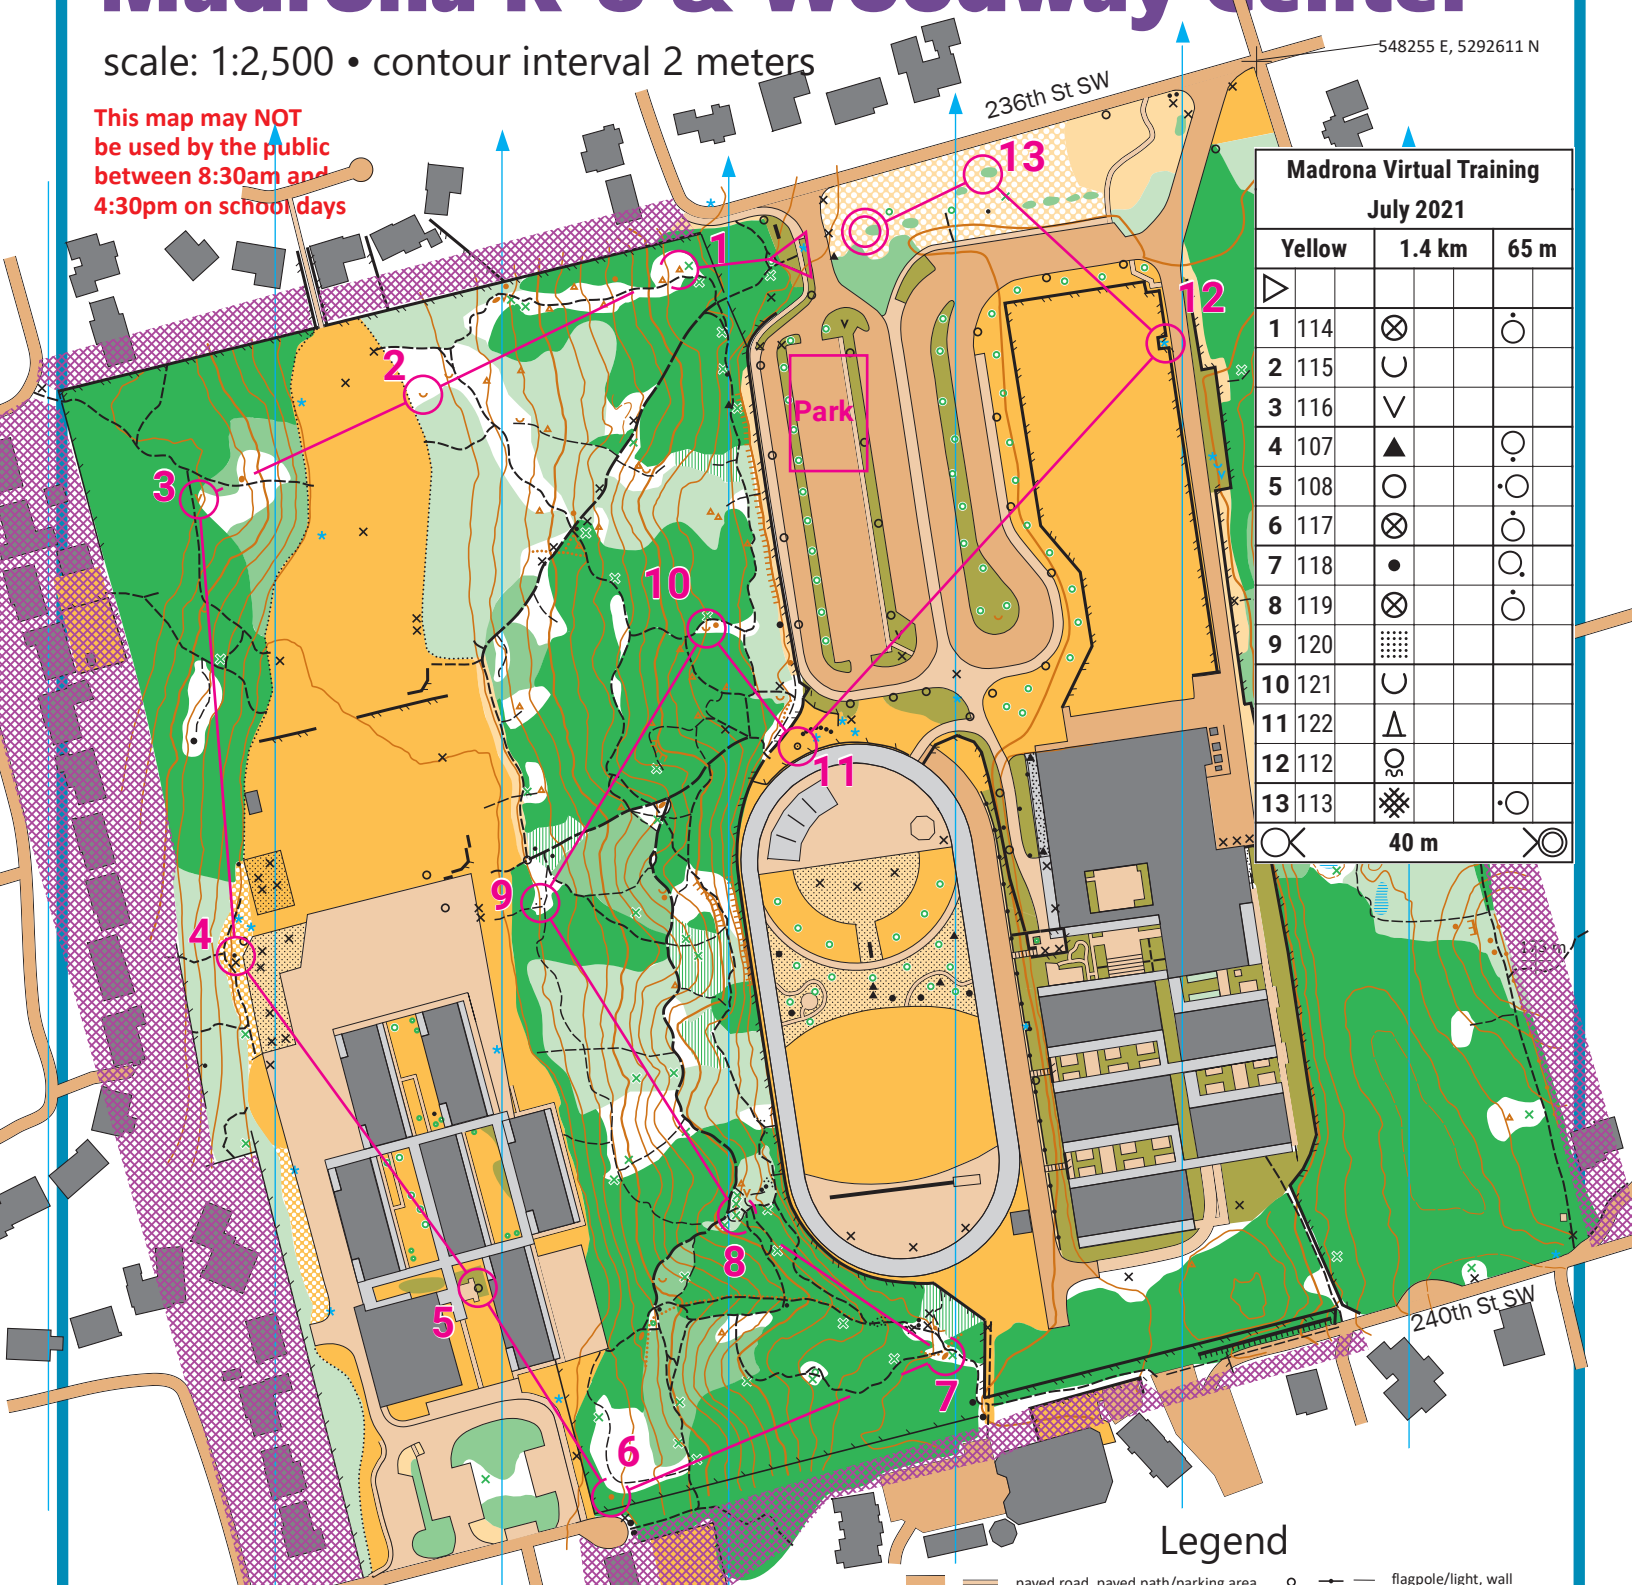 Madrona K-8 & Woodway Center
scale: 1:2,500 • contour interval 2 meters
548255 E, 5292611 N
This map may NOT
be used by the public
between 8:30am and
4:30pm on school days
236th St SW
Madrona Virtual Training
July 2021
Yellow 1.4 km 65 m
1 114
2 115
3 116
4 107
5 108
6 117
7 118
8 119
9 120
10 121
11 122
12 112
13 113
40 m
13
1
12
2
Park
3
10
11
9
4
8
5
7
6
240th St SW
Legend
paved road, paved path/parking area
flagpole/light, wall